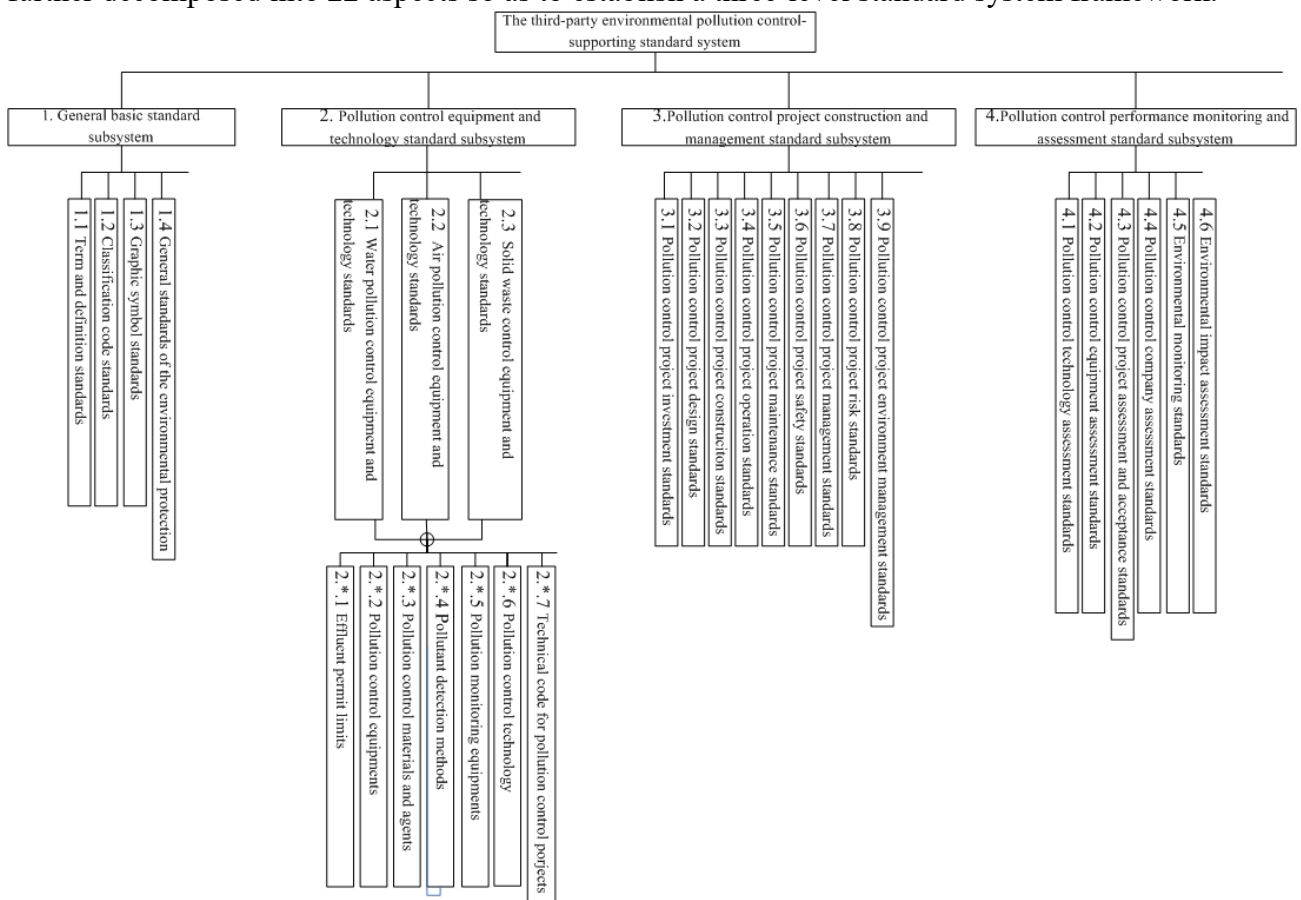 further decomposed into 22 aspects so as to establish a three-level standard system framework.
The third-party environmental pollution control-
supporting standard system
1. General basic standard
subsystem
2. Pollution control equipment and
technology standard subsystem
3.Pollution control project construction and
management standard subsystem
4.Pollution control performance monitoring and
assessment standard subsystem
1.1 Term and definition standards
1.2 Classification code standards
1.3 Graphic symbol standards
1.4 General standards of the environmental protection
2.1 Water pollution control equipment and
technology standards
2.2 Air pollution control equipment and
technology standards
2.3 Solid waste control equipment and
technology standards
2.*.1 Effluent permit limits
2.*.2 Pollution control equipments
2.*.3 Pollution control materials and agents
2.*.4 Pollutant detection methods
2.*.5 Pollution monitoring equipments
2.*.6 Pollution control technology
2.*.7 Technical code for pollution control porjects
3.1 Pollution control project investment standards
3.2 Pollution control project design standards
3.3 Pollution control project construciton standards
3.4 Pollution control project operation standards
3.5 Pollution control project maintenance standards
3.6 Pollution control project safety standards
3.7 Pollution control project management standards
3.8 Pollution control project risk standards
3.9 Pollution control project environment management standards
4.1 Pollution control technology assessment standards
4.2 Pollution control equipment assessment standards
4.3 Pollution control project assessment and acceptance standards
4.4 Pollution control company assessment standards
4.5 Environmental monitoring standards
4.6 Environmental impact assessment standards